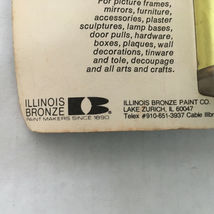 For picture frames,
mirrors, furniture,
accessories, plaster
sculptures, lamp bases,
door pulls, hardware,
boxes, plaques, wall
decorations, tinware
and tole, decoupage
and all arts and crafts.
ILLINOIS
BRONZE
PAINT MAKERS SINCE 1890
ILLINOIS BRONZE PAINT CO.
LAKE ZURICH, IL 60047
Telex #910-651-3937 Cable Illbr